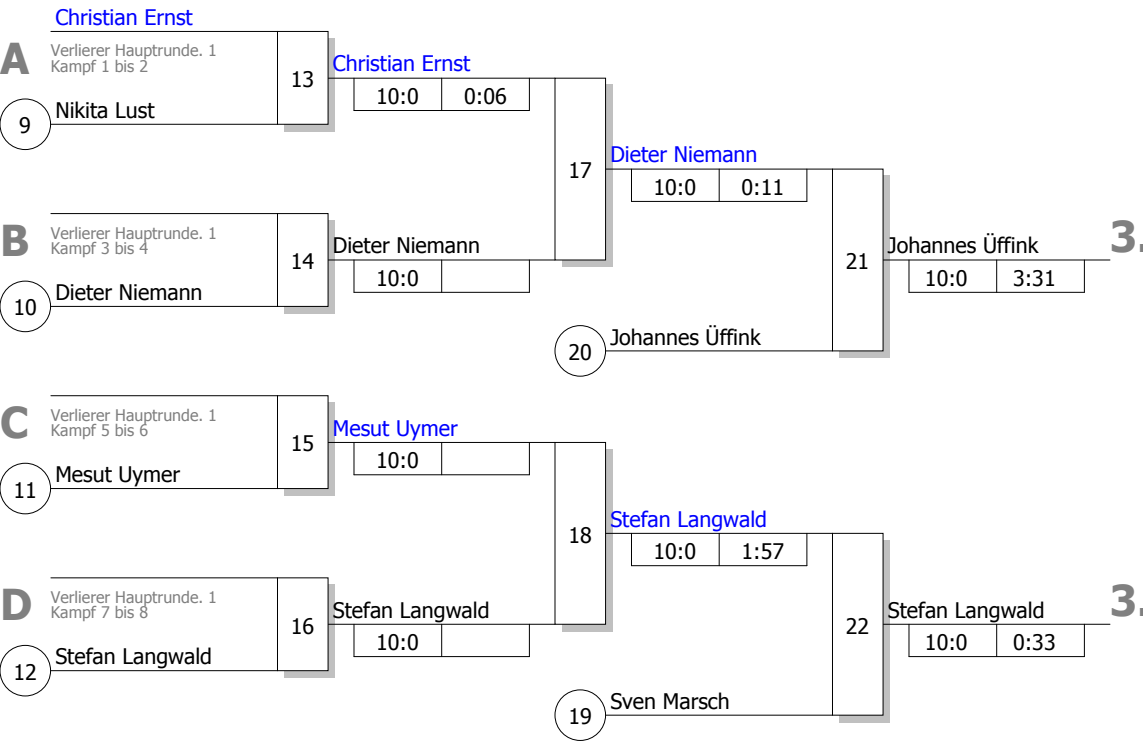 Christian Ernst
A
Verlierer Hauptrunde. 1
Kampf 1 bis 2
13
Christian Ernst
10:0 0:06
9
Nikita Lust
17
Dieter Niemann
10:0 0:11
B
Verlierer Hauptrunde. 1
Kampf 3 bis 4
14
Dieter Niemann
10:0
10
Dieter Niemann
21
Johannes Üffink
10:0 3:31
3.
20
Johannes Üffink
C
Verlierer Hauptrunde. 1
Kampf 5 bis 6
15
Mesut Uymer
10:0
11
Mesut Uymer
18
Stefan Langwald
10:0 1:57
D
Verlierer Hauptrunde. 1
Kampf 7 bis 8
16
Stefan Langwald
10:0
12
Stefan Langwald
22
Stefan Langwald
10:0 0:33
3.
19
Sven Marsch